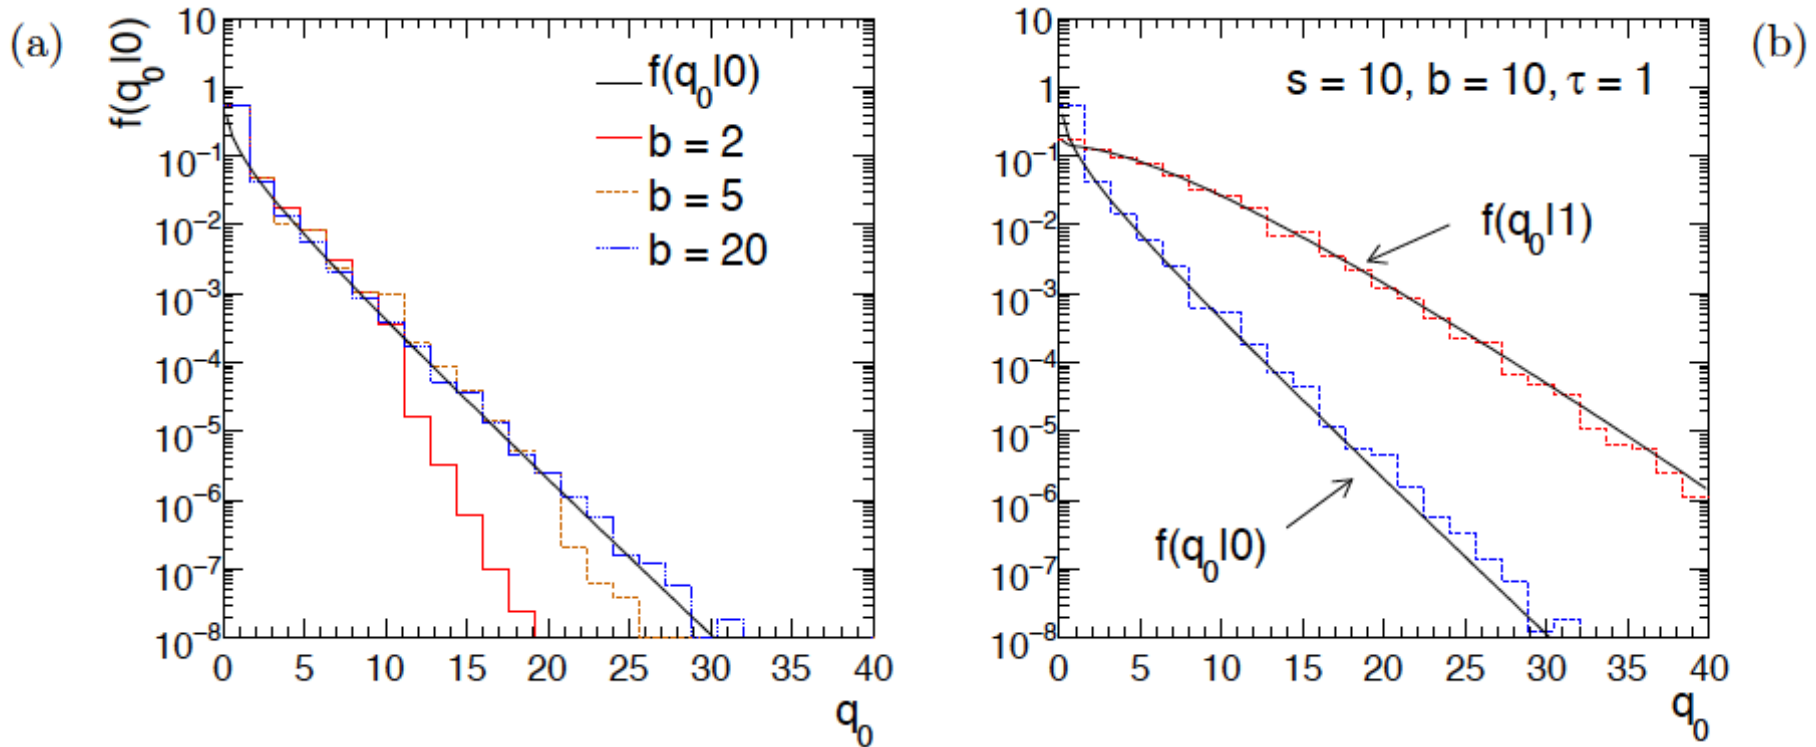 (a)
f(q₀|0)
10
1
10⁻¹
10⁻²
10⁻³
10⁻⁴
10⁻⁵
10⁻⁶
10⁻⁷
10⁻⁸
f(q₀|0)
b = 2
b = 5
b = 20
0 5 10 15 20 25 30 35 40
q₀
(b)
10
1
10⁻¹
10⁻²
10⁻³
10⁻⁴
10⁻⁵
10⁻⁶
10⁻⁷
10⁻⁸
s = 10, b = 10, τ = 1
f(q₀|1)
f(q₀|0)
0 5 10 15 20 25 30 35 40
q₀